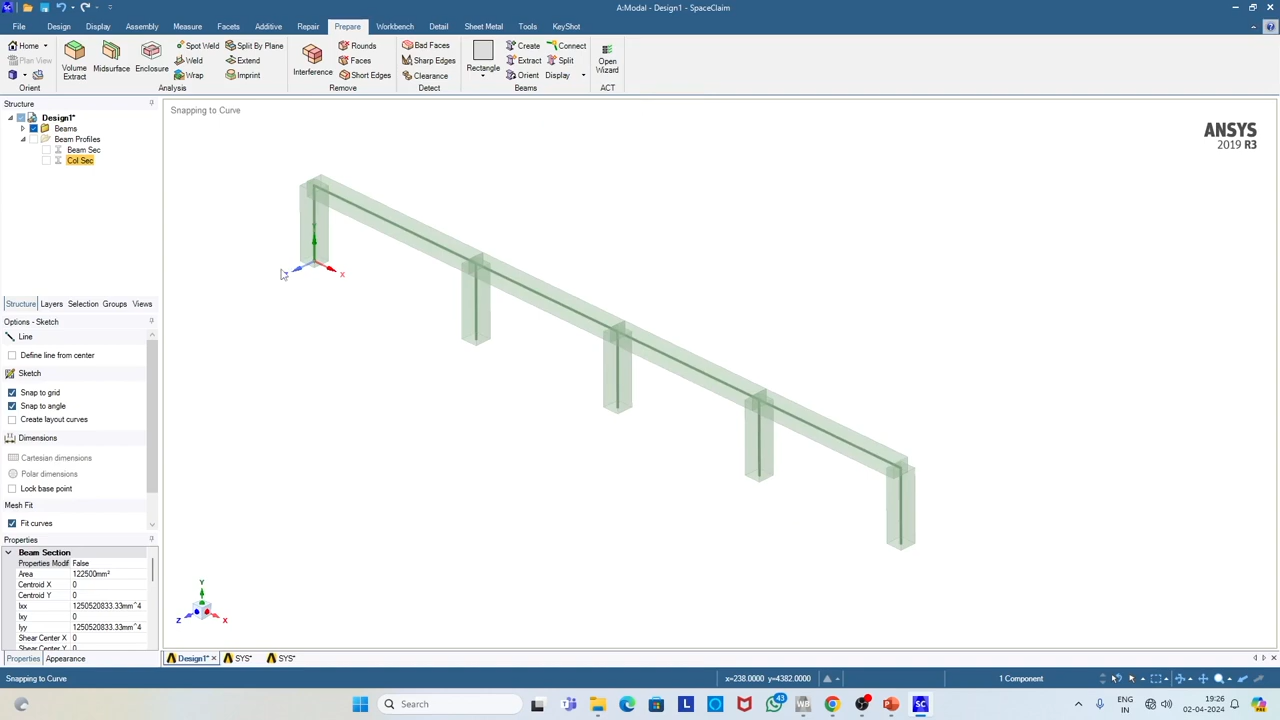 A:Modal - Design1 - SpaceClaim
File Design Display Assembly Measure Facets Additive Repair Prepare Workbench Detail Sheet Metal Tools KeyShot
Home
Plan View
Orient
Volume Extract
Midsurface
Enclosure
Spot Weld
Weld
Wrap
Split By Plane
Extend
Imprint
Analysis
Interference
Rounds
Faces
Short Edges
Remove
Bad Faces
Sharp Edges
Clearance
Detect
Rectangle
Create
Extract
Orient
Connect
Split
Display
Beams
Open Wizard
ACT
Structure
Design1*
Beams
Beam Profiles
Beam Sec
Col Sec
Structure Layers Selection Groups Views
Options - Sketch
Line
Define line from center
Sketch
Snap to grid
Snap to angle
Create layout curves
Dimensions
Cartesian dimensions
Polar dimensions
Lock base point
Mesh Fit
Fit curves
Properties
Beam Section
Properties Modif False
Area 122500mm²
Centroid X 0
Centroid Y 0
Ixx 1250520833.33mm^4
Ixy 0
Iyy 1250520833.33mm^4
Shear Center X 0
Properties Appearance
Snapping to Curve
ANSYS
2019 R3
X
Y
Z
X
Design1* SYS* SYS*
Snapping to Curve
x=238.0000 y=4382.0000
1 Component
Search
43
ENG
IN
19:26
02-04-2024